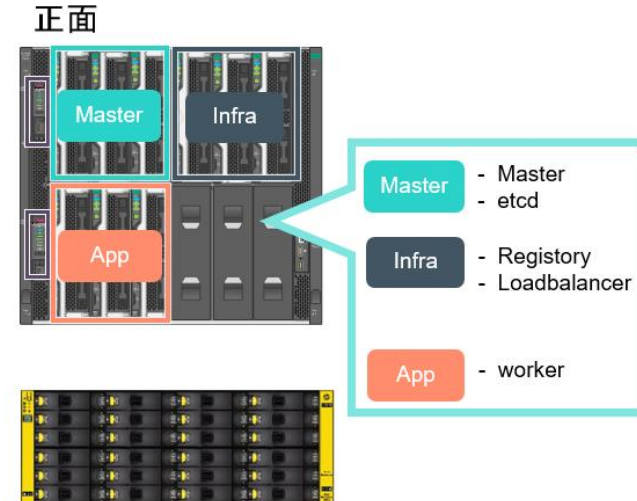 正面
Master
Infra
App
Master
- Master
- etcd
Infra
- Registory
- Loadbalancer
App
- worker